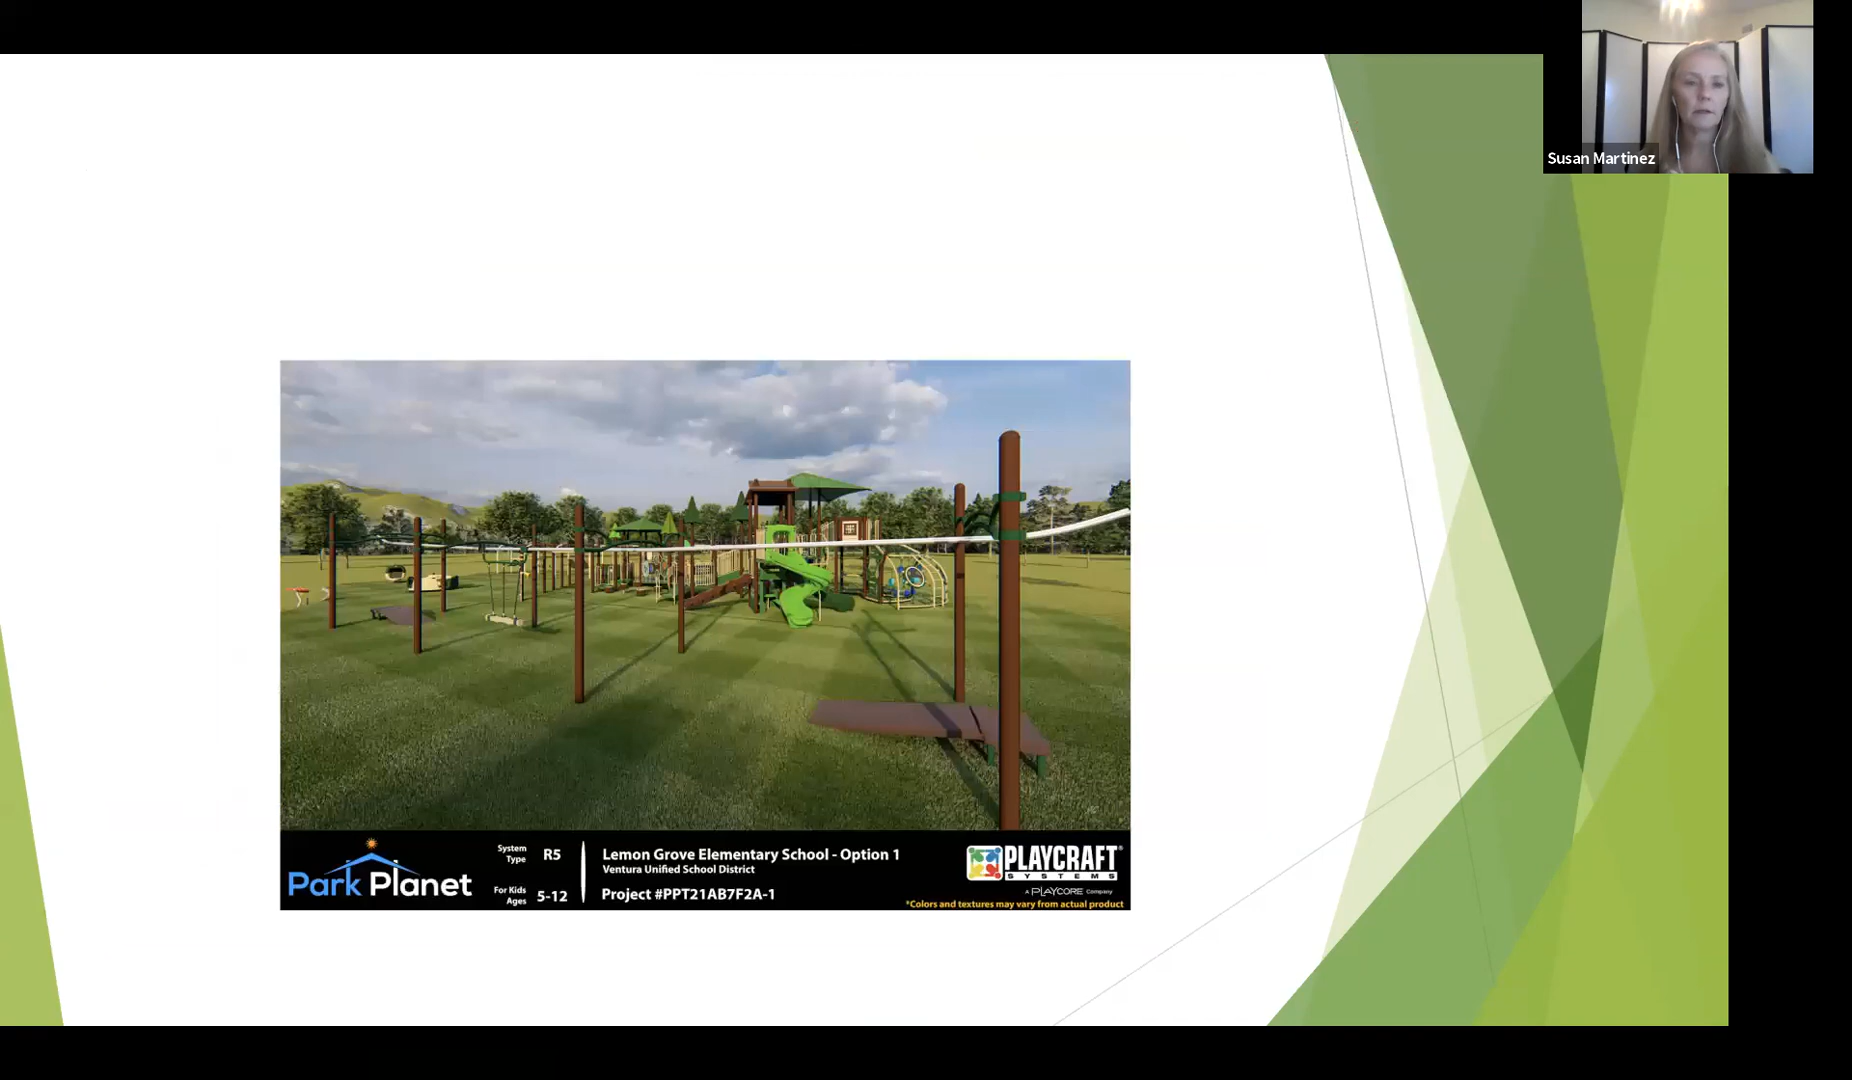 Susan Martinez
Park Planet
System
Type
R5
For Kids
Ages
5-12
Lemon Grove Elementary School - Option 1
Ventura Unified School District
Project #PPT21AB7F2A-1
PLAYCRAFT®
SYSTEMS
A PLAYCORE Company
*Colors and textures may vary from actual product